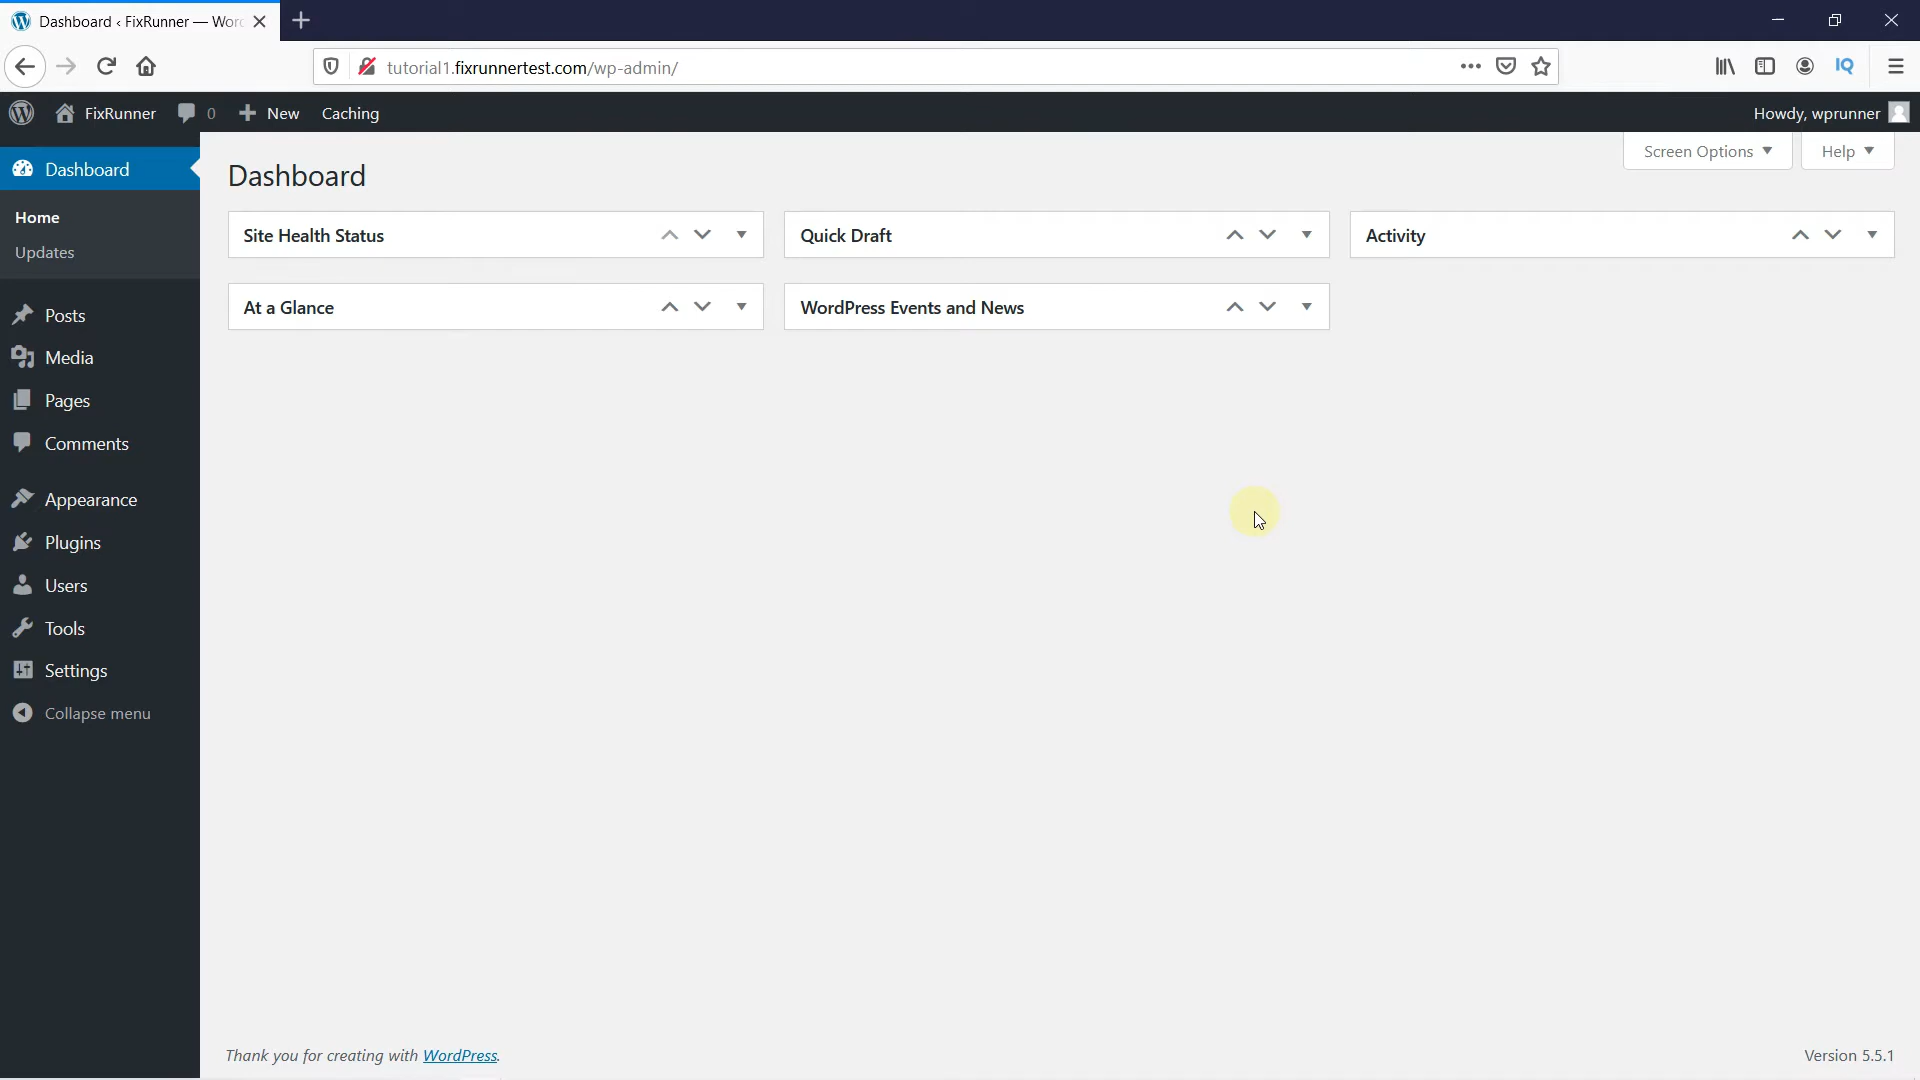 Dashboard ‹ FixRunner — Wor
tutorial1.fixrunnertest.com/wp-admin/
IQ
FixRunner 0 New Caching Howdy, wprunner
Screen Options Help
Dashboard
Home
Updates
Posts
Media
Pages
Comments
Appearance
Plugins
Users
Tools
Settings
Collapse menu
Dashboard
Site Health Status
Quick Draft
Activity
At a Glance
WordPress Events and News
Thank you for creating with WordPress.
Version 5.5.1